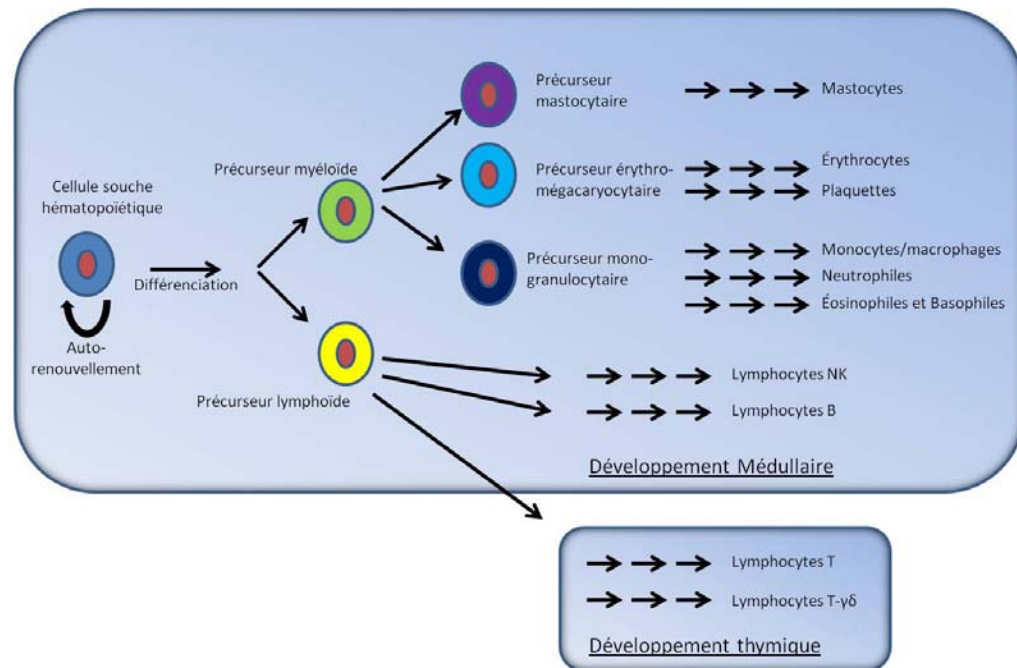 Cellule souche
hématopoïétique
Auto-
renouvellement
Différenciation
Précurseur myéloïde
Précurseur lymphoïde
Précurseur
mastocytaire
Mastocytes
Précurseur érythro-
mégacaryocytaire
Érythrocytes
Plaquettes
Précurseur mono-
granulocytaire
Monocytes/macrophages
Neutrophiles
Éosinophiles et Basophiles
Lymphocytes NK
Lymphocytes B
Développement Médullaire
Lymphocytes T
Lymphocytes T-γδ
Développement thymique